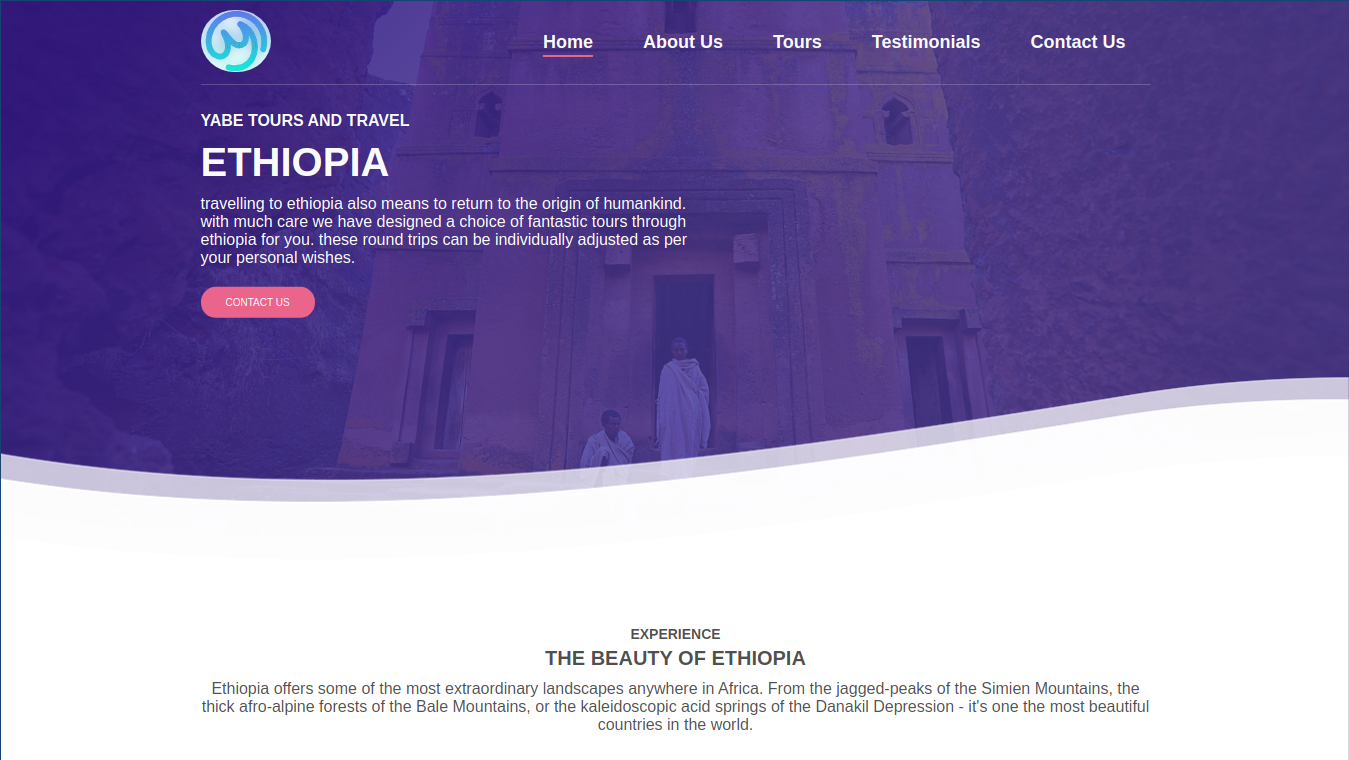 Home About Us Tours Testimonials Contact Us
YABE TOURS AND TRAVEL
ETHIOPIA
travelling to ethiopia also means to return to the origin of humankind.
with much care we have designed a choice of fantastic tours through
ethiopia for you. these round trips can be individually adjusted as per
your personal wishes.
CONTACT US
EXPERIENCE
THE BEAUTY OF ETHIOPIA
Ethiopia offers some of the most extraordinary landscapes anywhere in Africa. From the jagged-peaks of the Simien Mountains, the
thick afro-alpine forests of the Bale Mountains, or the kaleidoscopic acid springs of the Danakil Depression - it's one the most beautiful
countries in the world.